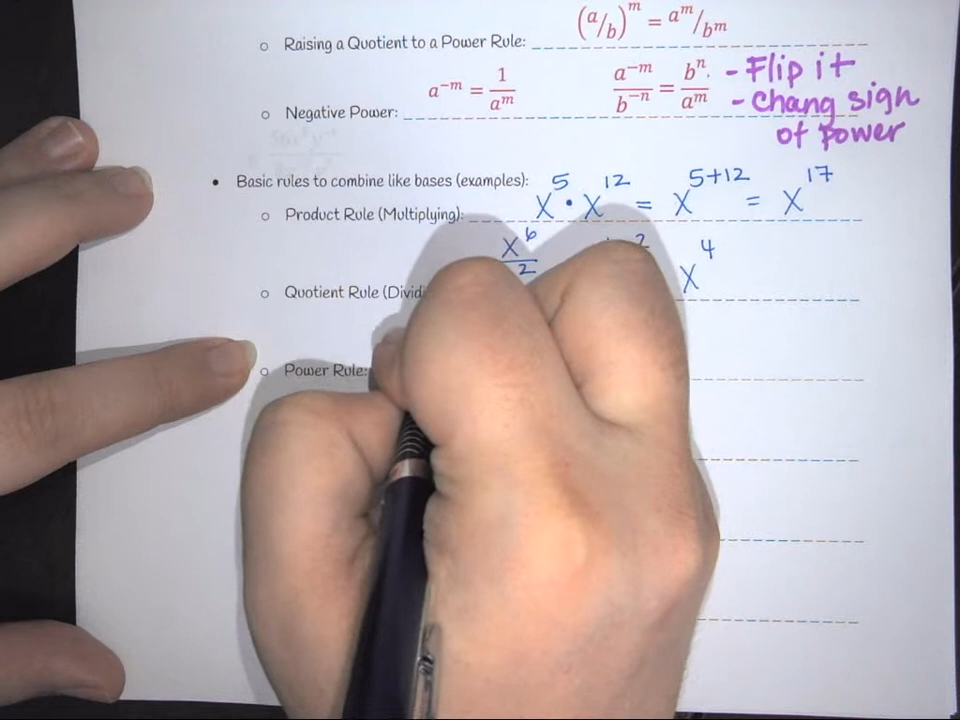 (a/b)^m = a^m/b^m
○ Raising a Quotient to a Power Rule:
a^-m = 1/a^m a^-m/b^-n = b^n/a^m - Flip it
○ Negative Power: - Chang sign
of power
• Basic rules to combine like bases (examples):
○ Product Rule (Multiplying): x^5 • x^12 = x^5+12 = x^17
x^6/2 2 x^4
○ Quotient Rule
○ Power Rule: